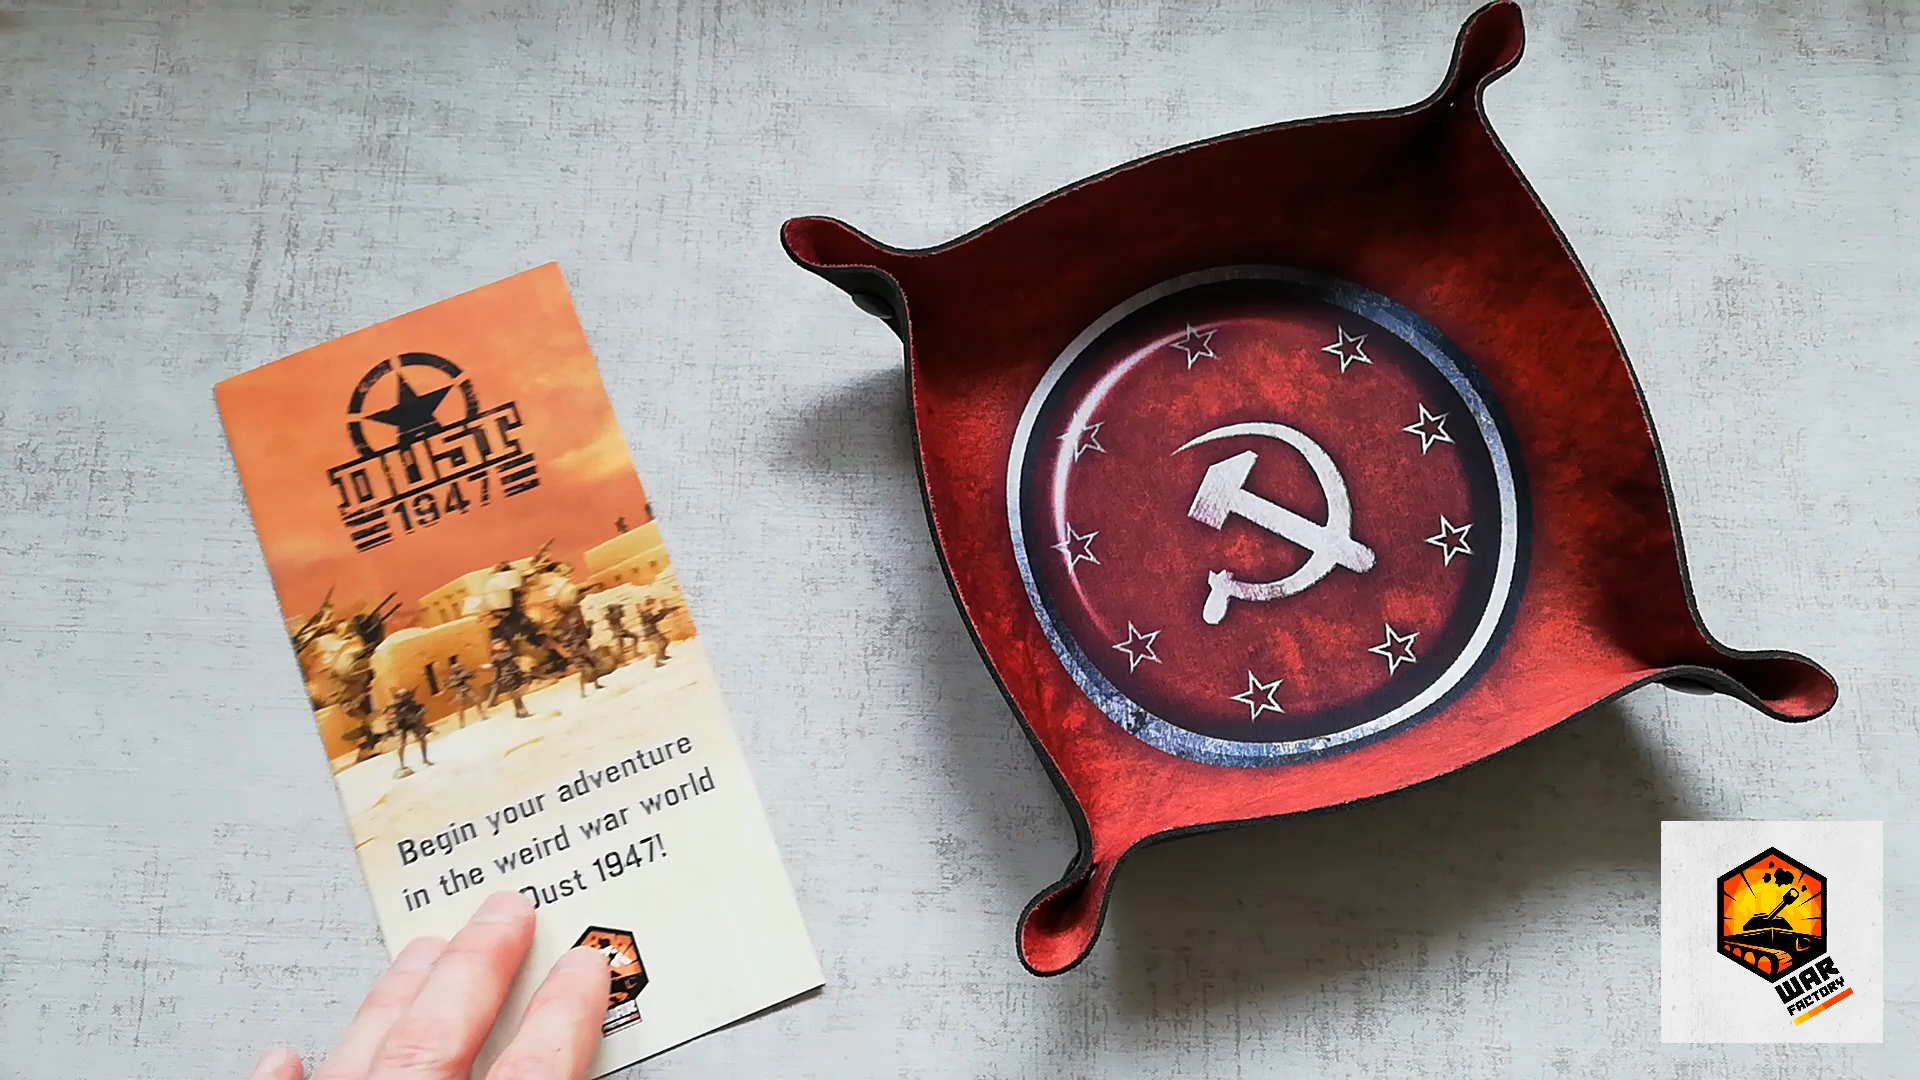 DUST
1947
Begin your adventure
in the weird war world
Dust 1947!
WAR
FACTORY